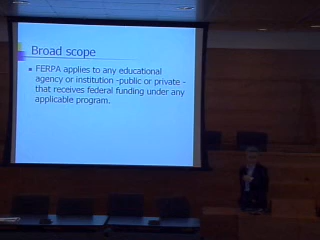 Broad scope
FERPA applies to any educational
agency or institution -public or private -
that receives federal funding under any
applicable program.